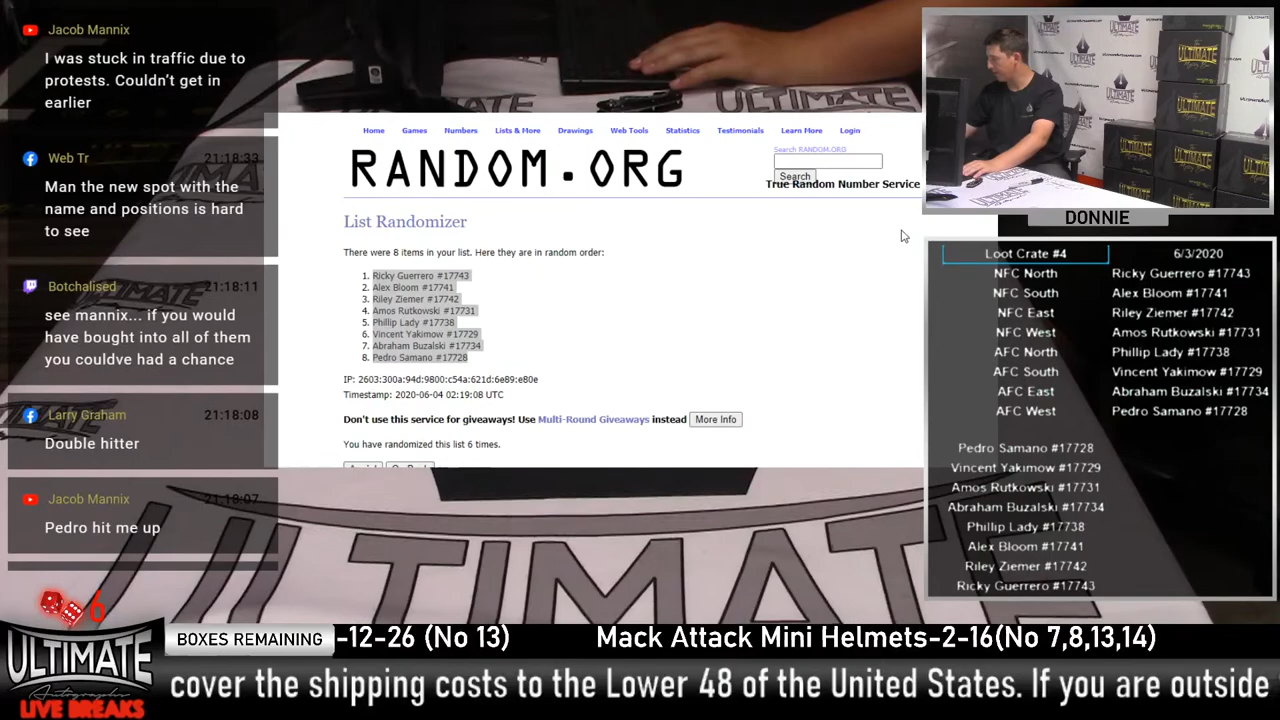 Jacob Mannix
I was stuck in traffic due to
protests. Couldn't get in
earlier
Web Tr 21:18:33
Man the new spot with the
name and positions is hard
to see
Botchalised 21:18:11
see mannix... if you would
have bought into all of them
you couldve had a chance
Larry Graham 21:18:08
Double hitter
Jacob Mannix 21:18:07
Pedro hit me up
6
ULTIMATE
Autographs
LIVE BREAKS
Home Games Numbers Lists & More Drawings Web Tools Statistics Testimonials Learn More Login
RANDOM.ORG
Search RANDOM.ORG
Search
True Random Number Service
List Randomizer
There were 8 items in your list. Here they are in random order:
1. Ricky Guerrero #17743
2. Alex Bloom #17741
3. Riley Ziemer #17742
4. Amos Rutkowski #17731
5. Phillip Lady #17738
6. Vincent Yakimow #17729
7. Abraham Buzalski #17734
8. Pedro Samano #17728
IP: 2603:300a:94d:9800:c54a:621d:6e89:e80e
Timestamp: 2020-06-04 02:19:08 UTC
Don't use this service for giveaways! Use Multi-Round Giveaways instead More Info
You have randomized this list 6 times.
ULTIMATE
ULTIMATE
ULTIMATE
DONNIE
Loot Crate #4 6/3/2020
NFC North Ricky Guerrero #17743
NFC South Alex Bloom #17741
NFC East Riley Ziemer #17742
NFC West Amos Rutkowski #17731
AFC North Phillip Lady #17738
AFC South Vincent Yakimow #17729
AFC East Abraham Buzalski #17734
AFC West Pedro Samano #17728
Pedro Samano #17728
Vincent Yakimow #17729
Amos Rutkowski #17731
Abraham Buzalski #17734
Phillip Lady #17738
Alex Bloom #17741
Riley Ziemer #17742
Ricky Guerrero #17743
BOXES REMAINING -12-26 (No 13) Mack Attack Mini Helmets-2-16(No 7,8,13,14)
cover the shipping costs to the Lower 48 of the United States. If you are outside